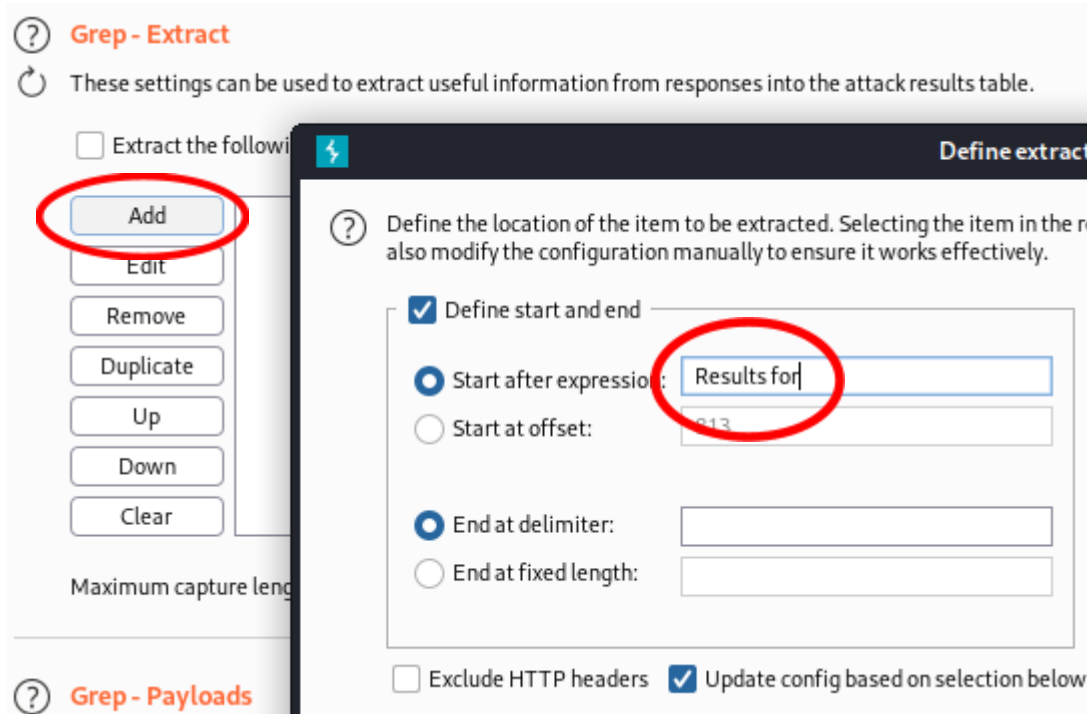 Grep - Extract
These settings can be used to extract useful information from responses into the attack results table.
Extract the followi
Define extract
Add
Define the location of the item to be extracted. Selecting the item in the r
also modify the configuration manually to ensure it works effectively.
Edit
Define start and end
Remove
Duplicate
Start after expression:
Results for
Up
Start at offset:
813
Down
Clear
End at delimiter:
End at fixed length:
Maximum capture leng
Exclude HTTP headers
Update config based on selection below
Grep - Payloads